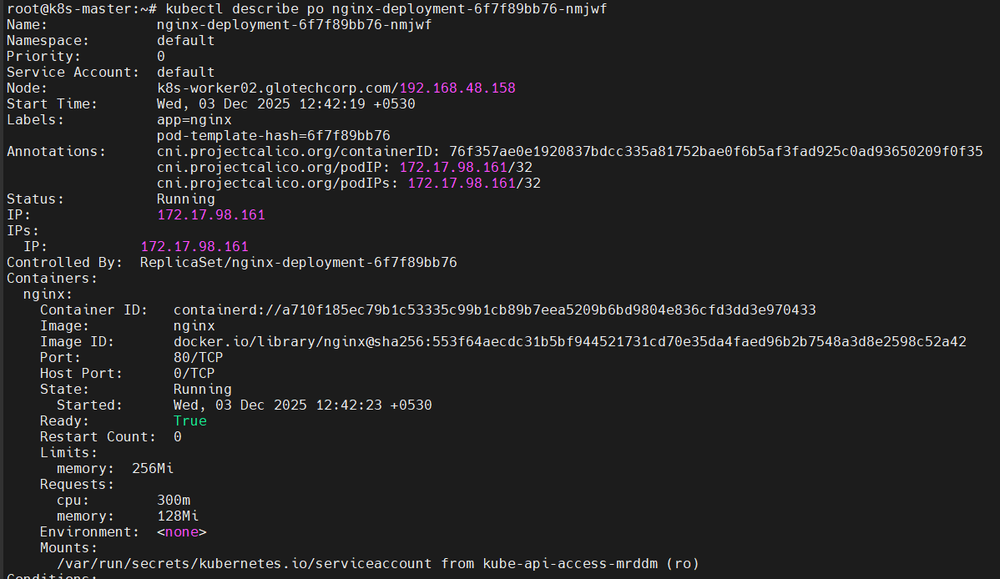 root@k8s-master:~# kubectl describe po nginx-deployment-6f7f89bb76-nmjwf
Name:             nginx-deployment-6f7f89bb76-nmjwf
Namespace:        default
Priority:         0
Service Account:  default
Node:             k8s-worker02.glotechcorp.com/192.168.48.158
Start Time:       Wed, 03 Dec 2025 12:42:19 +0530
Labels:           app=nginx
                  pod-template-hash=6f7f89bb76
Annotations:      cni.projectcalico.org/containerID: 76f357ae0e1920837bdcc335a81752bae0f6b5af3fad925c0ad93650209f0f35
                  cni.projectcalico.org/podIP: 172.17.98.161/32
                  cni.projectcalico.org/podIPs: 172.17.98.161/32
Status:           Running
IP:               172.17.98.161
IPs:
  IP:           172.17.98.161
Controlled By:  ReplicaSet/nginx-deployment-6f7f89bb76
Containers:
  nginx:
    Container ID:   containerd://a710f185ec79b1c53335c99b1cb89b7eea5209b6bd9804e836cfd3dd3e970433
    Image:          nginx
    Image ID:       docker.io/library/nginx@sha256:553f64aecdc31b5bf944521731cd70e35da4faed96b2b7548a3d8e2598c52a42
    Port:           80/TCP
    Host Port:      0/TCP
    State:          Running
      Started:      Wed, 03 Dec 2025 12:42:23 +0530
    Ready:          True
    Restart Count:  0
    Limits:
      memory:  256Mi
    Requests:
      cpu:        300m
      memory:     128Mi
    Environment:  <none>
    Mounts:
      /var/run/secrets/kubernetes.io/serviceaccount from kube-api-access-mrddm (ro)
Conditions: